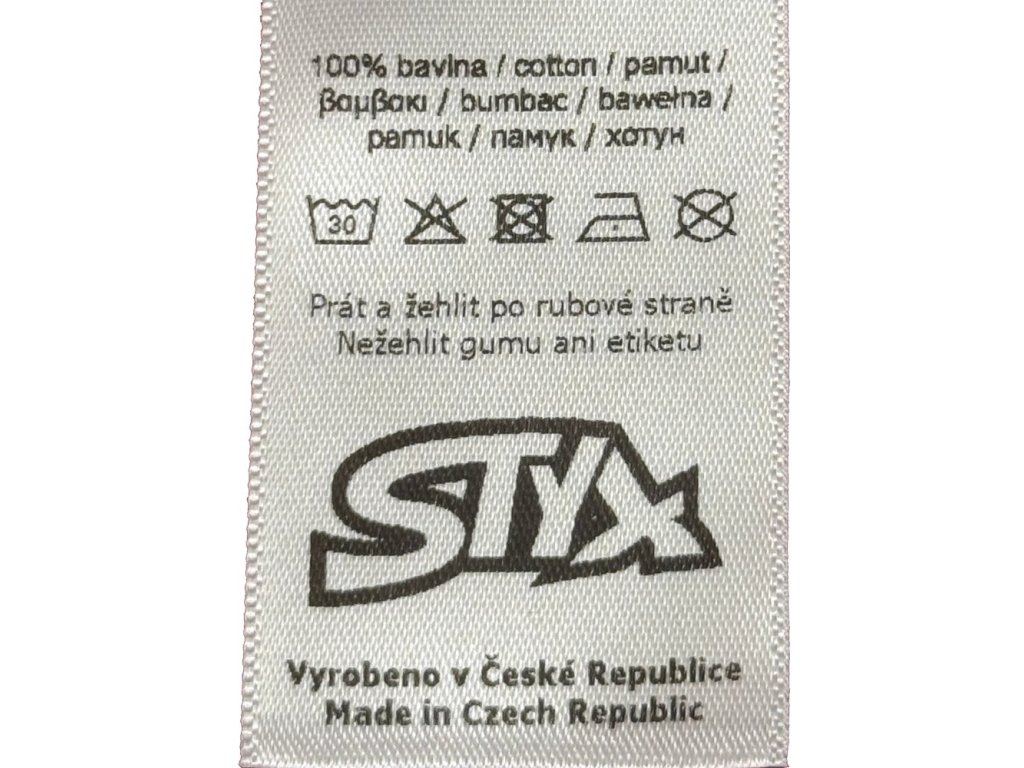 100% bavlna / cotton / pamut /
βαμβακι / bumbac / bawełna /
pamuk / памук / хотун
30
Prát a žehlit po rubové straně
Nežehlit gumu ani etiketu
STYX
Vyrobeno v České Republice
Made in Czech Republic